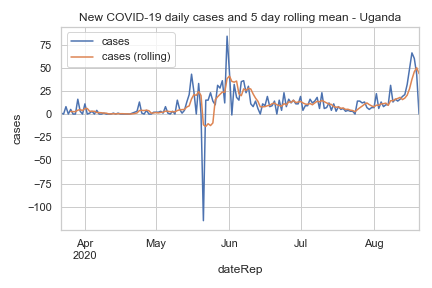 New COVID-19 daily cases and 5 day rolling mean - Uganda
cases
cases (rolling)
75
50
25
0
−25
−50
−75
−100
cases
Apr
2020
May
Jun
Jul
Aug
dateRep